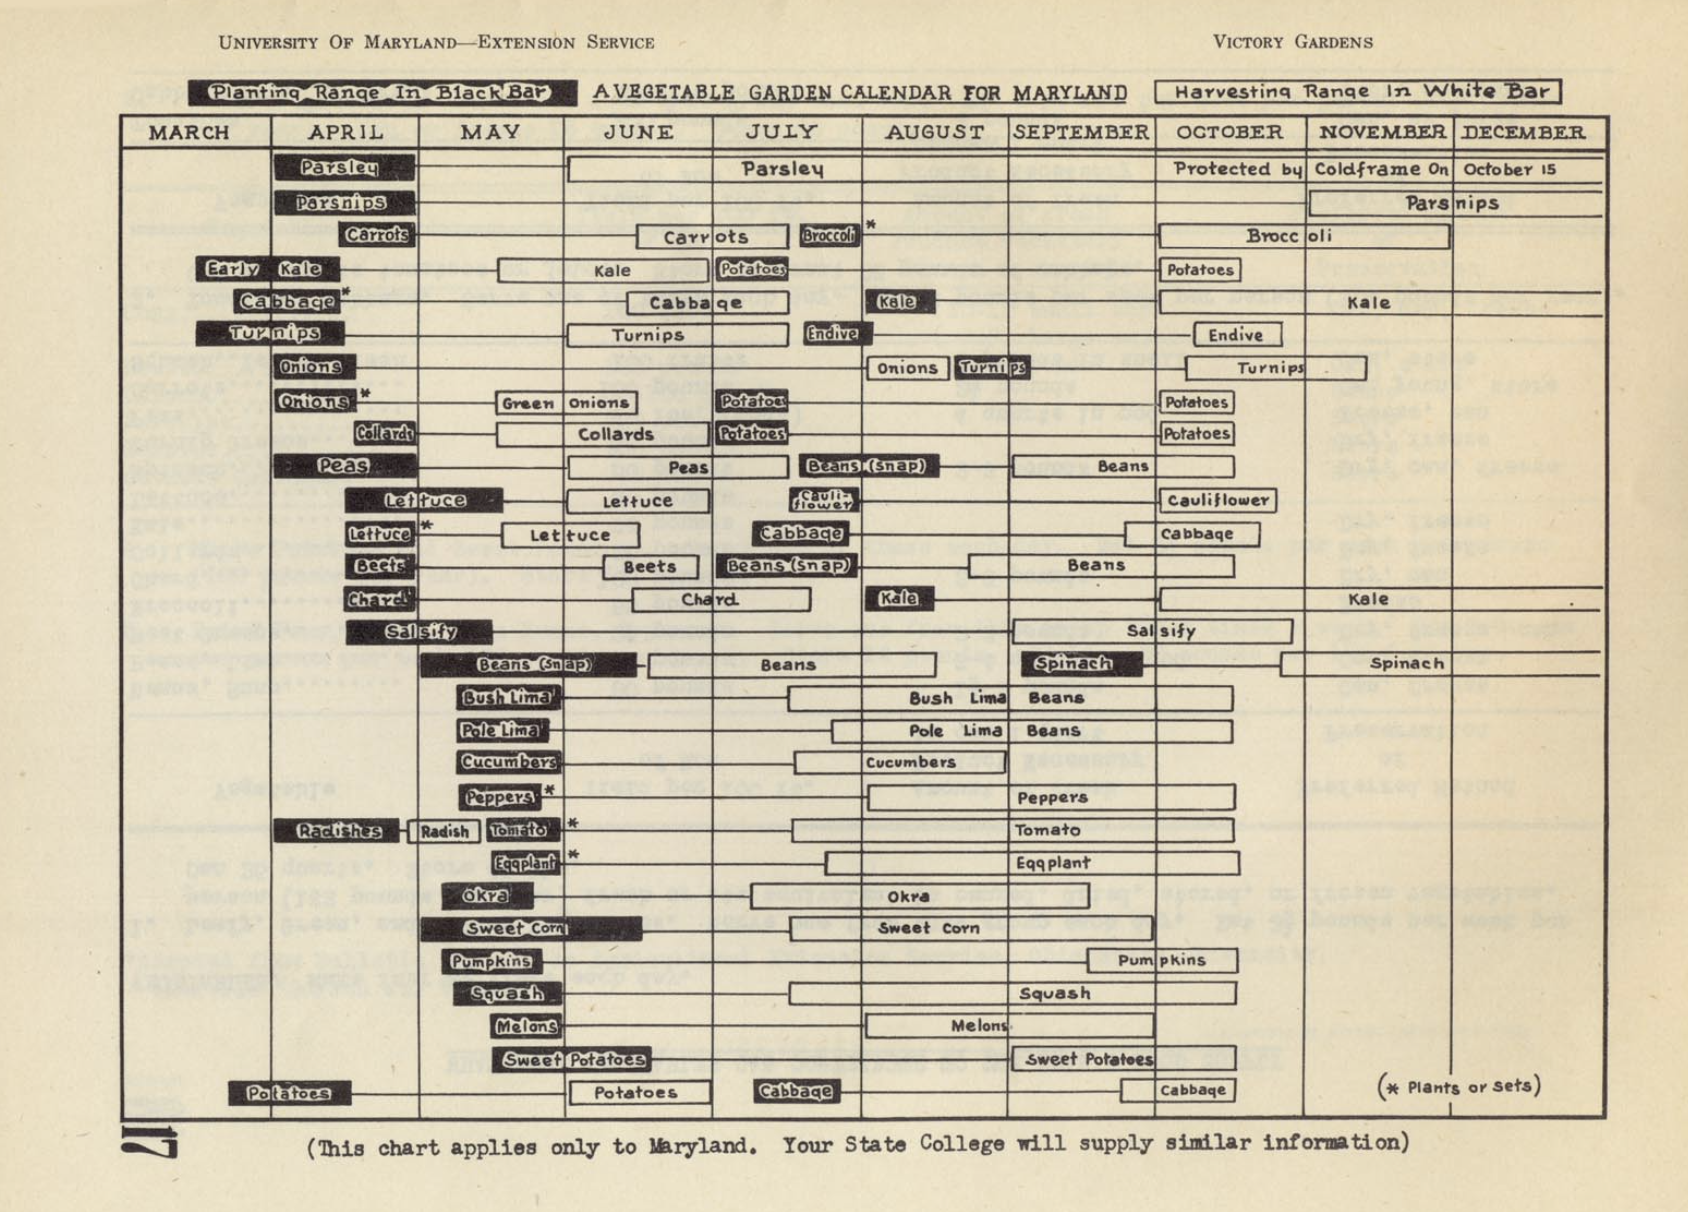 UNIVERSITY OF MARYLAND—EXTENSION SERVICE
VICTORY GARDENS
Planting Range In Black Bar
A VEGETABLE GARDEN CALENDAR FOR MARYLAND
Harvesting Range In White Bar
MARCH APRIL MAY JUNE JULY AUGUST SEPTEMBER OCTOBER NOVEMBER DECEMBER
Parsley Parsley Protected by Coldframe On October 15
Parsnips Parsnips
Carrots Carrots Broccoli * Broccoli
Early Kale Kale Potatoes Potatoes
Cabbage * Cabbage Kale Kale
Turnips Turnips Endive Endive
Onions Onions Turnips Turnips
Onions * Green Onions Potatoes Potatoes
Collards Collards Potatoes Potatoes
Peas Peas Beans (Snap) Beans
Lettuce Lettuce Cauli-
flower Cauliflower
Lettuce * Lettuce Cabbage Cabbage
Beets Beets Beans (Snap) Beans
Chard Chard Kale Kale
Salsify Salsify
Beans (Snap) Beans Spinach Spinach
Bush Lima Bush Lima Beans
Pole Lima Pole Lima Beans
Cucumbers Cucumbers
Peppers * Peppers
Radishes Radish Tomato * Tomato
Eggplant * Eggplant
Okra Okra
Sweet Corn Sweet Corn
Pumpkins Pumpkins
Squash Squash
Melons Melons
Sweet Potatoes Sweet Potatoes
Potatoes Potatoes Cabbage Cabbage (* Plants or Sets)
17
(This chart applies only to Maryland. Your State College will supply similar information)